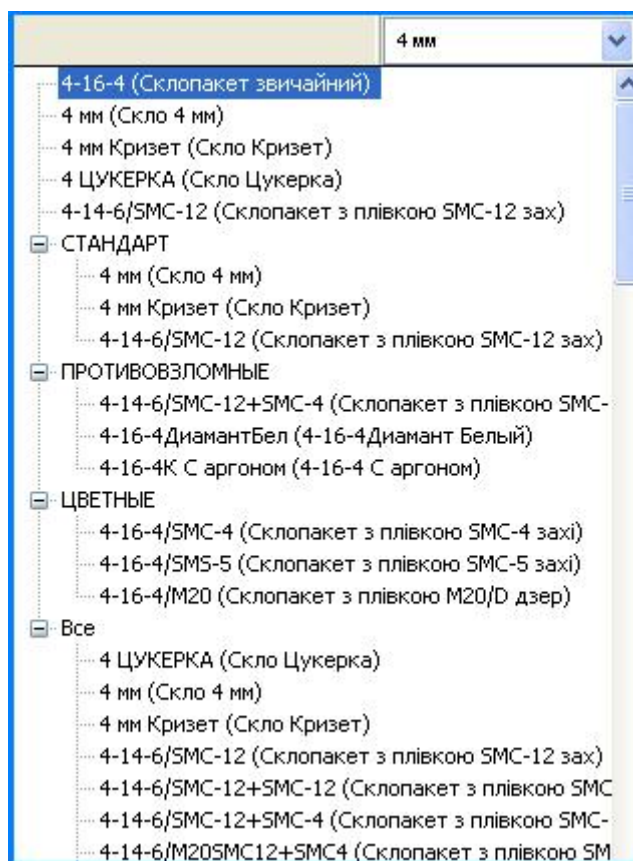 4 мм
4-16-4 (Склопакет звичайний)
4 мм (Скло 4 мм)
4 мм Кризет (Скло Кризет)
4 ЦУКЕРКА (Скло Цукерка)
4-14-6/SMC-12 (Склопакет з плівкою SMC-12 зах)
СТАНДАРТ
4 мм (Скло 4 мм)
4 мм Кризет (Скло Кризет)
4-14-6/SMC-12 (Склопакет з плівкою SMC-12 зах)
ПРОТИВОВЗЛОМНЫЕ
4-14-6/SMC-12+SMC-4 (Склопакет з плівкою SMC-
4-16-4ДиамантБел (4-16-4Диамант Белый)
4-16-4К С аргоном (4-16-4 С аргоном)
ЦВЕТНЫЕ
4-16-4/SMC-4 (Склопакет з плівкою SMC-4 захі)
4-16-4/SMS-5 (Склопакет з плівкою SMC-5 захі)
4-16-4/M20 (Склопакет з плівкою M20/D дзер)
Все
4 ЦУКЕРКА (Скло Цукерка)
4 мм (Скло 4 мм)
4 мм Кризет (Скло Кризет)
4-14-6/SMC-12 (Склопакет з плівкою SMC-12 зах)
4-14-6/SMC-12+SMC-12 (Склопакет з плівкою SMC
4-14-6/SMC-12+SMC-4 (Склопакет з плівкою SMC-
4-14-6/M20SMC12+SMC4 (Склопакет з плівкою SM